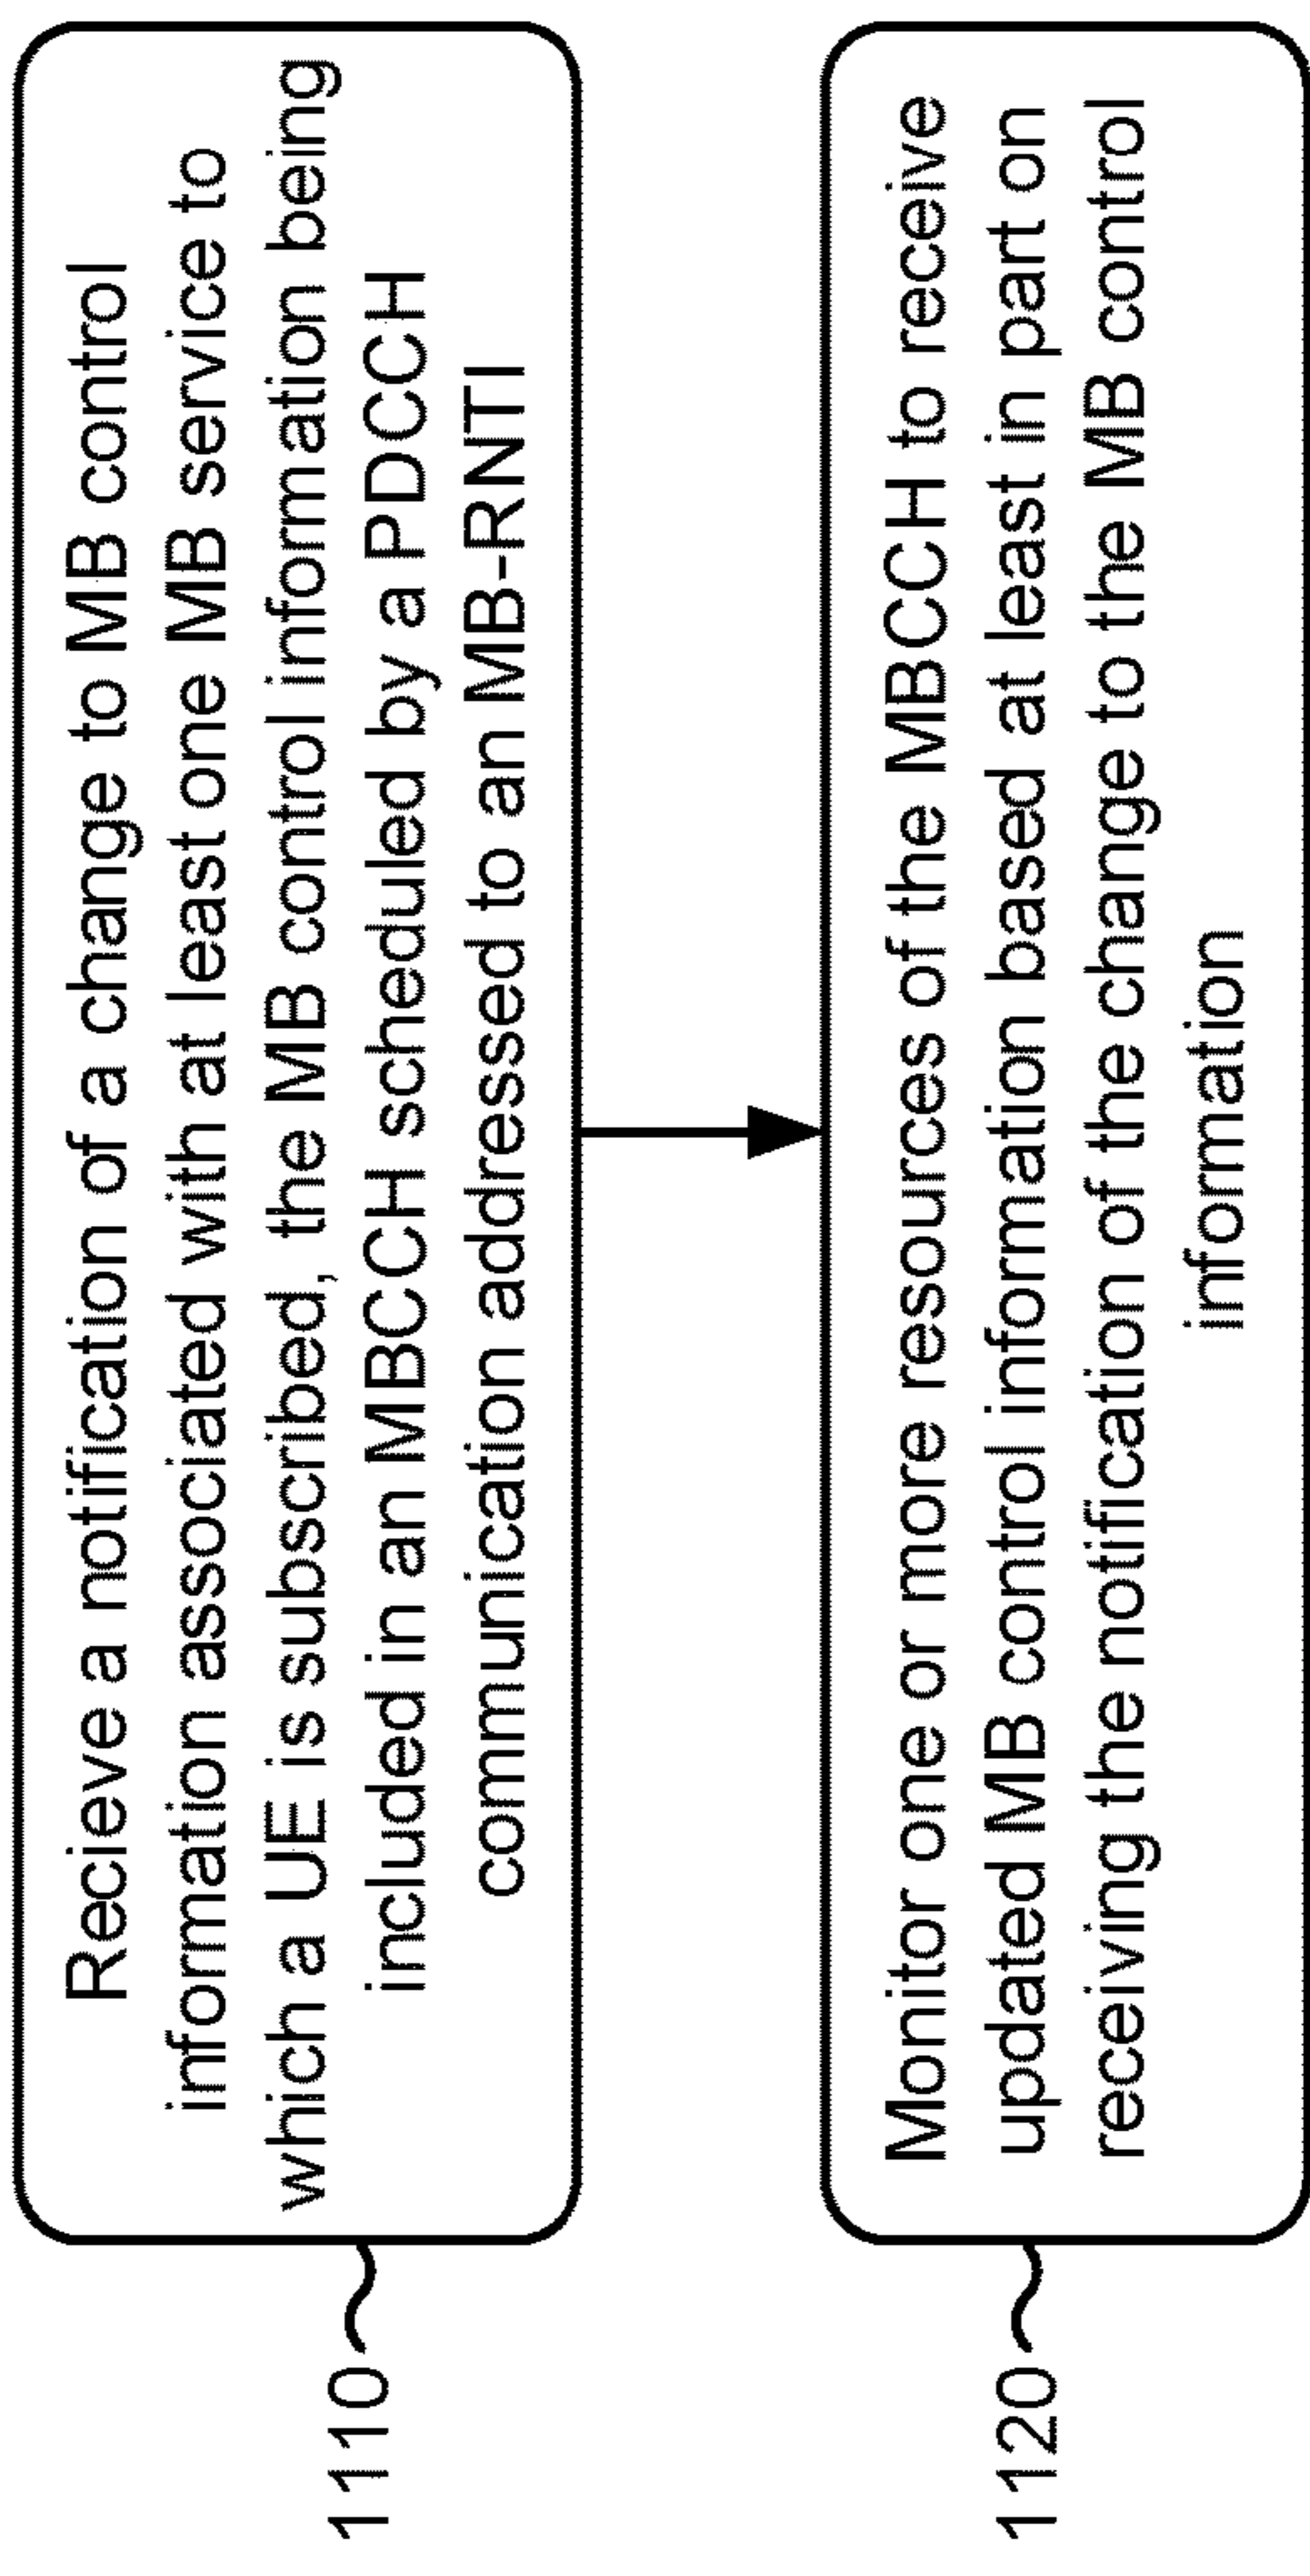 Recieve a notification of a change to MB control
information associated with at least one MB service to
which a UE is subscribed, the MB control information being
included in an MBCCH scheduled by a PDCCH
communication addressed to an MB-RNTI
1110
Monitor one or more resources of the MBCCH to receive
updated MB control information based at least in part on
receiving the notification of the change to the MB control
information
1120